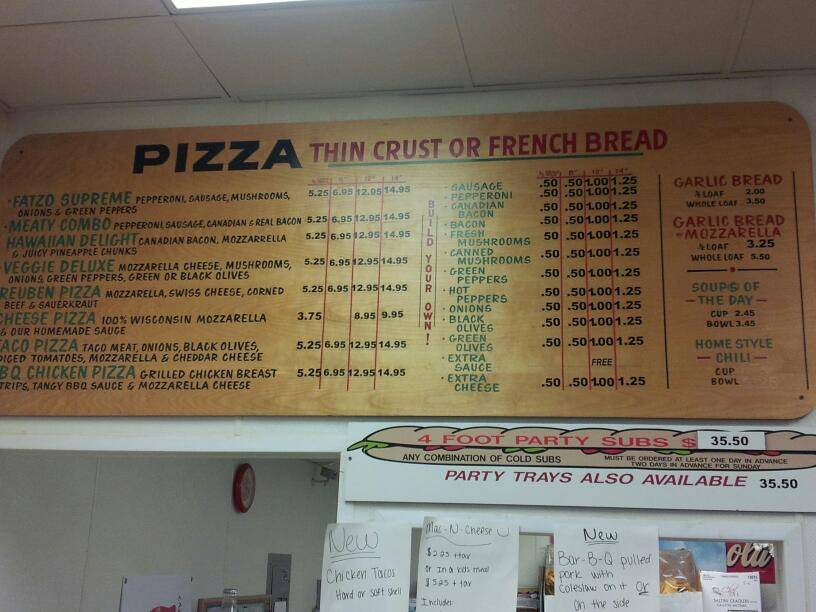 PIZZA THIN CRUST OR FRENCH BREAD
8" 12" 14"
FATZO SUPREME PEPPERONI, SAUSAGE, MUSHROOMS, 5.25 6.95 12.95 14.95
ONIONS & GREEN PEPPERS
MEATY COMBO PEPPERONI, SAUSAGE, CANADIAN & REAL BACON 5.25 6.95 12.95 14.95
HAWAIIAN DELIGHT CANADIAN BACON, MOZZARRELLA 5.25 6.95 12.95 14.95
& JUICY PINEAPPLE CHUNKS
VEGGIE DELUXE MOZZARELLA CHEESE, MUSHROOMS, 5.25 6.95 12.95 14.95
ONIONS, GREEN PEPPERS, GREEN OR BLACK OLIVES
REUBEN PIZZA MOZZARELLA, SWISS CHEESE, CORNED 5.25 6.95 12.95 14.95
BEEF & SAUERKRAUT
CHEESE PIZZA 100% WISCONSIN MOZZARELLA 3.75 8.95 9.95
& OUR HOMEMADE SAUCE
TACO PIZZA TACO MEAT, ONIONS, BLACK OLIVES, 5.25 6.95 12.95 14.95
DICED TOMATOES, MOZZARELLA & CHEDDAR CHEESE
BQ CHICKEN PIZZA GRILLED CHICKEN BREAST 5.25 6.95 12.95 14.95
TRIPS, TANGY BBQ SAUCE & MOZZARELLA CHEESE
BUILD YOUR OWN!
8" 12" 14"
SAUSAGE .50 .50 1.00 1.25
PEPPERONI .50 .50 1.00 1.25
CANADIAN .50 .50 1.00 1.25
BACON
BACON .50 .50 1.00 1.25
FRESH .50 .50 1.00 1.25
MUSHROOMS
CANNED .50 .50 1.00 1.25
MUSHROOMS
GREEN .50 .50 1.00 1.25
PEPPERS
HOT .50 .50 1.00 1.25
PEPPERS
ONIONS .50 .50 1.00 1.25
BLACK .50 .50 1.00 1.25
OLIVES
GREEN .50 .50 1.00 1.25
OLIVES
EXTRA FREE
SAUCE
EXTRA .50 .50 1.00 1.25
CHEESE
GARLIC BREAD
½ LOAF 2.00
WHOLE LOAF 3.50
GARLIC BREAD
MOZZARELLA
½ LOAF 3.25
WHOLE LOAF 5.50
SOUPS OF
THE DAY
CUP 2.45
BOWL 3.45
HOMESTYLE
CHILI
CUP
BOWL
4 FOOT PARTY SUBS $ 35.50
ANY COMBINATION OF COLD SUBS
MUST BE ORDERED AT LEAST ONE DAY IN ADVANCE
TWO DAYS IN ADVANCE FOR SUNDAY
PARTY TRAYS ALSO AVAILABLE 35.50
New
Chicken Tacos
Hard or soft shell
Mac-N-Cheese
$2.25 + tax
or In a kids meal
$5.25 + tax
Includes:
New
Bar-B-Q pulled
pork with
Coleslaw on it OR
on the side